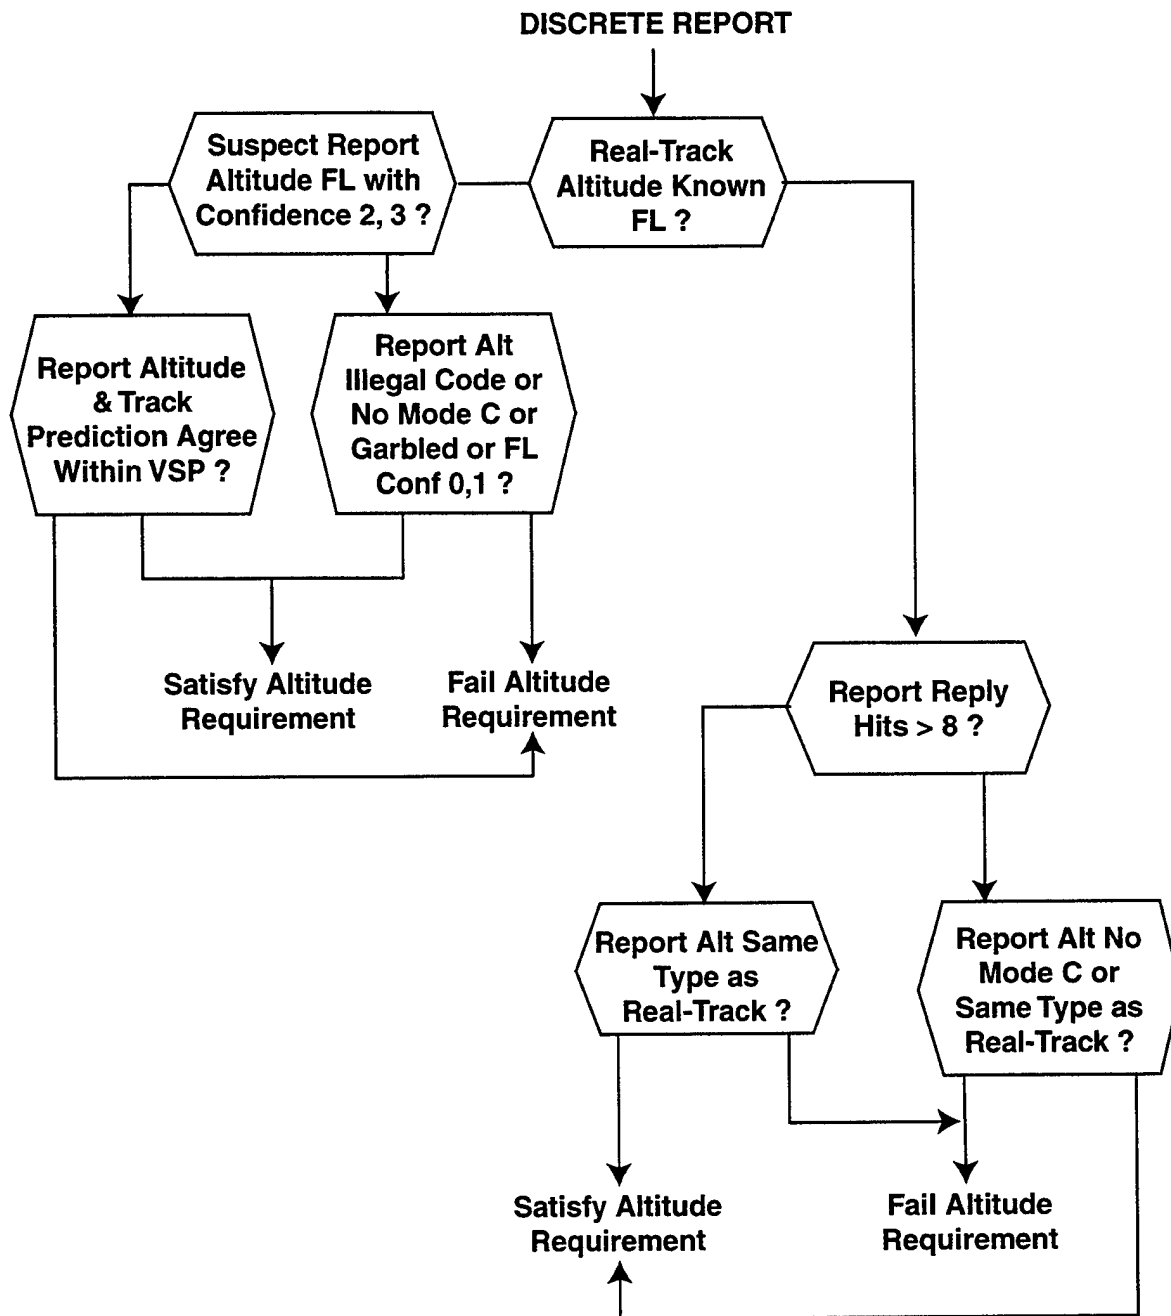 DISCRETE REPORT
Suspect Report
Altitude FL with
Confidence 2, 3 ?
Real-Track
Altitude Known
FL ?
Report Altitude
& Track
Prediction Agree
Within VSP ?
Report Alt
Illegal Code or
No Mode C or
Garbled or FL
Conf 0,1 ?
Satisfy Altitude
Requirement
Fail Altitude
Requirement
Report Reply
Hits > 8 ?
Report Alt Same
Type as
Real-Track ?
Report Alt No
Mode C or
Same Type as
Real-Track ?
Satisfy Altitude
Requirement
Fail Altitude
Requirement